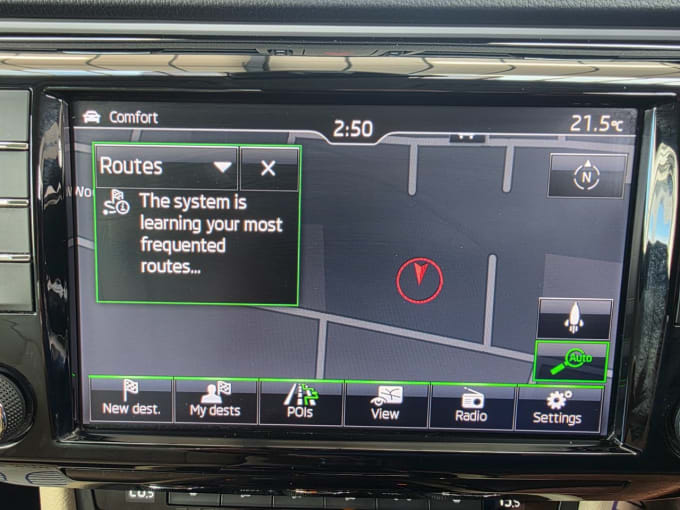 Comfort
2:50
21.5°C
Routes
N
The system is
learning your most
frequented
routes...
Auto
New dest.
My dests
POIs
View
Radio
Settings